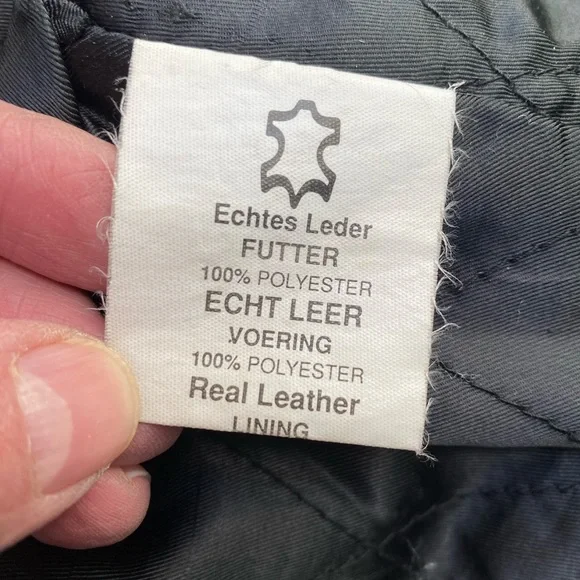 Echtes Leder
FUTTER
100% POLYESTER
ECHT LEER
VOERING
100% POLYESTER
Real Leather
LINING